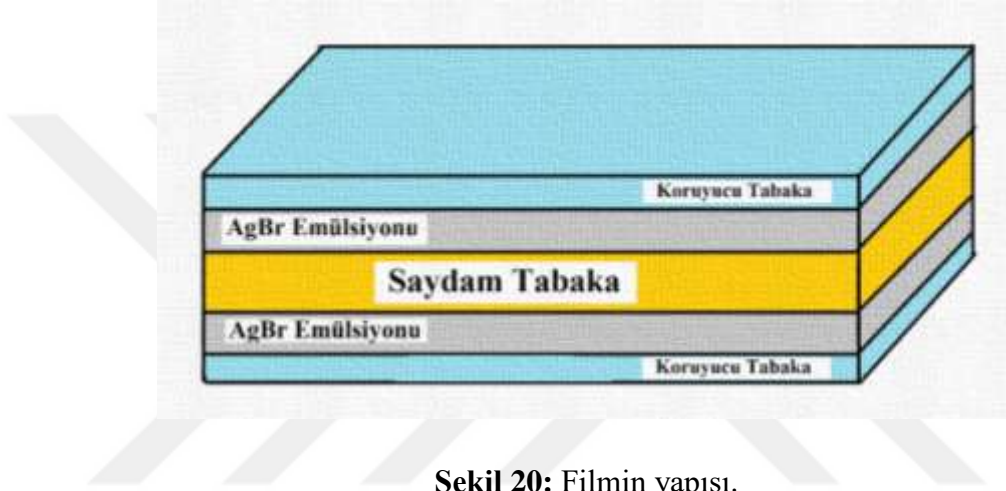 Koruyucu Tabaka
AgBr Emülsiyonu
Saydam Tabaka
AgBr Emülsiyonu
Koruyucu Tabaka
Şekil 20: Filmin yapısı.